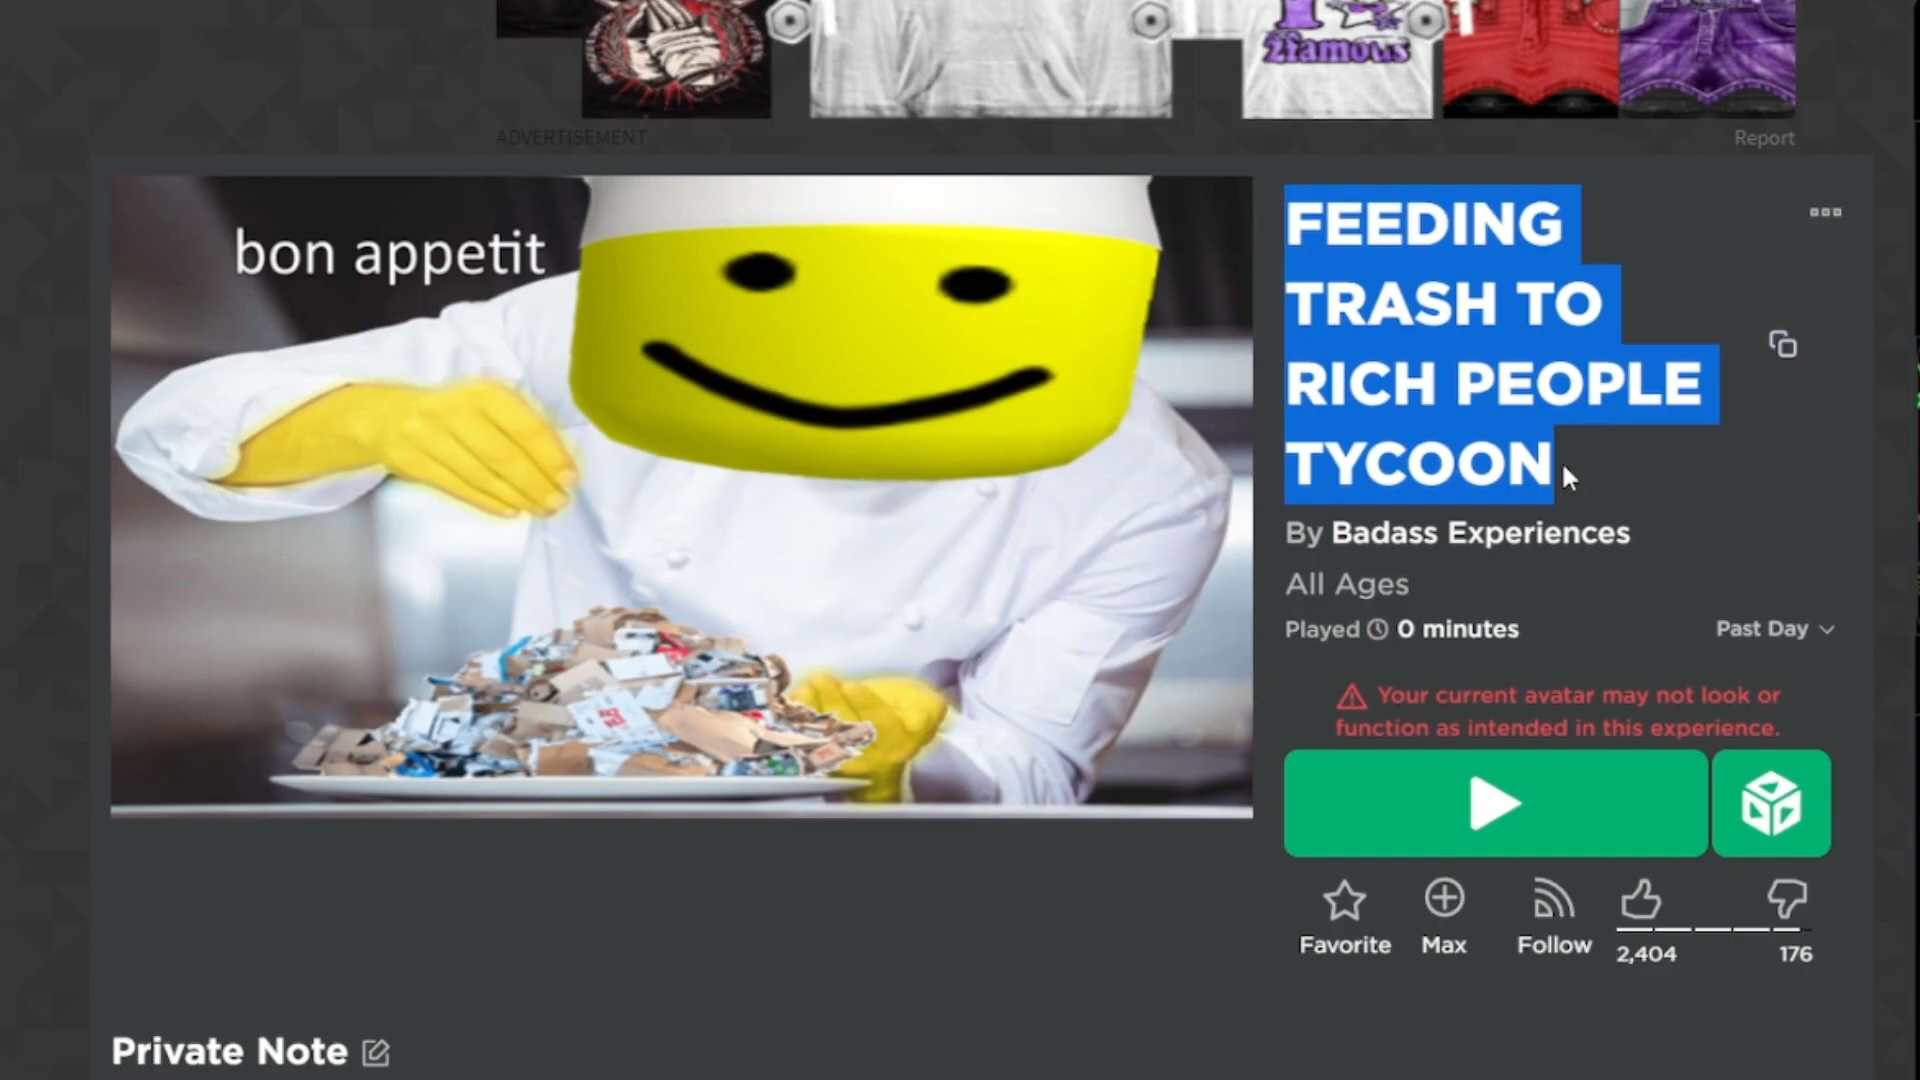 2famous
ADVERTISEMENT
Report
bon appetit
FEEDING
TRASH TO
RICH PEOPLE
TYCOON
By Badass Experiences
All Ages
Played 0 minutes
Past Day
Your current avatar may not look or
function as intended in this experience.
Favorite
Max
Follow
2,404
176
Private Note